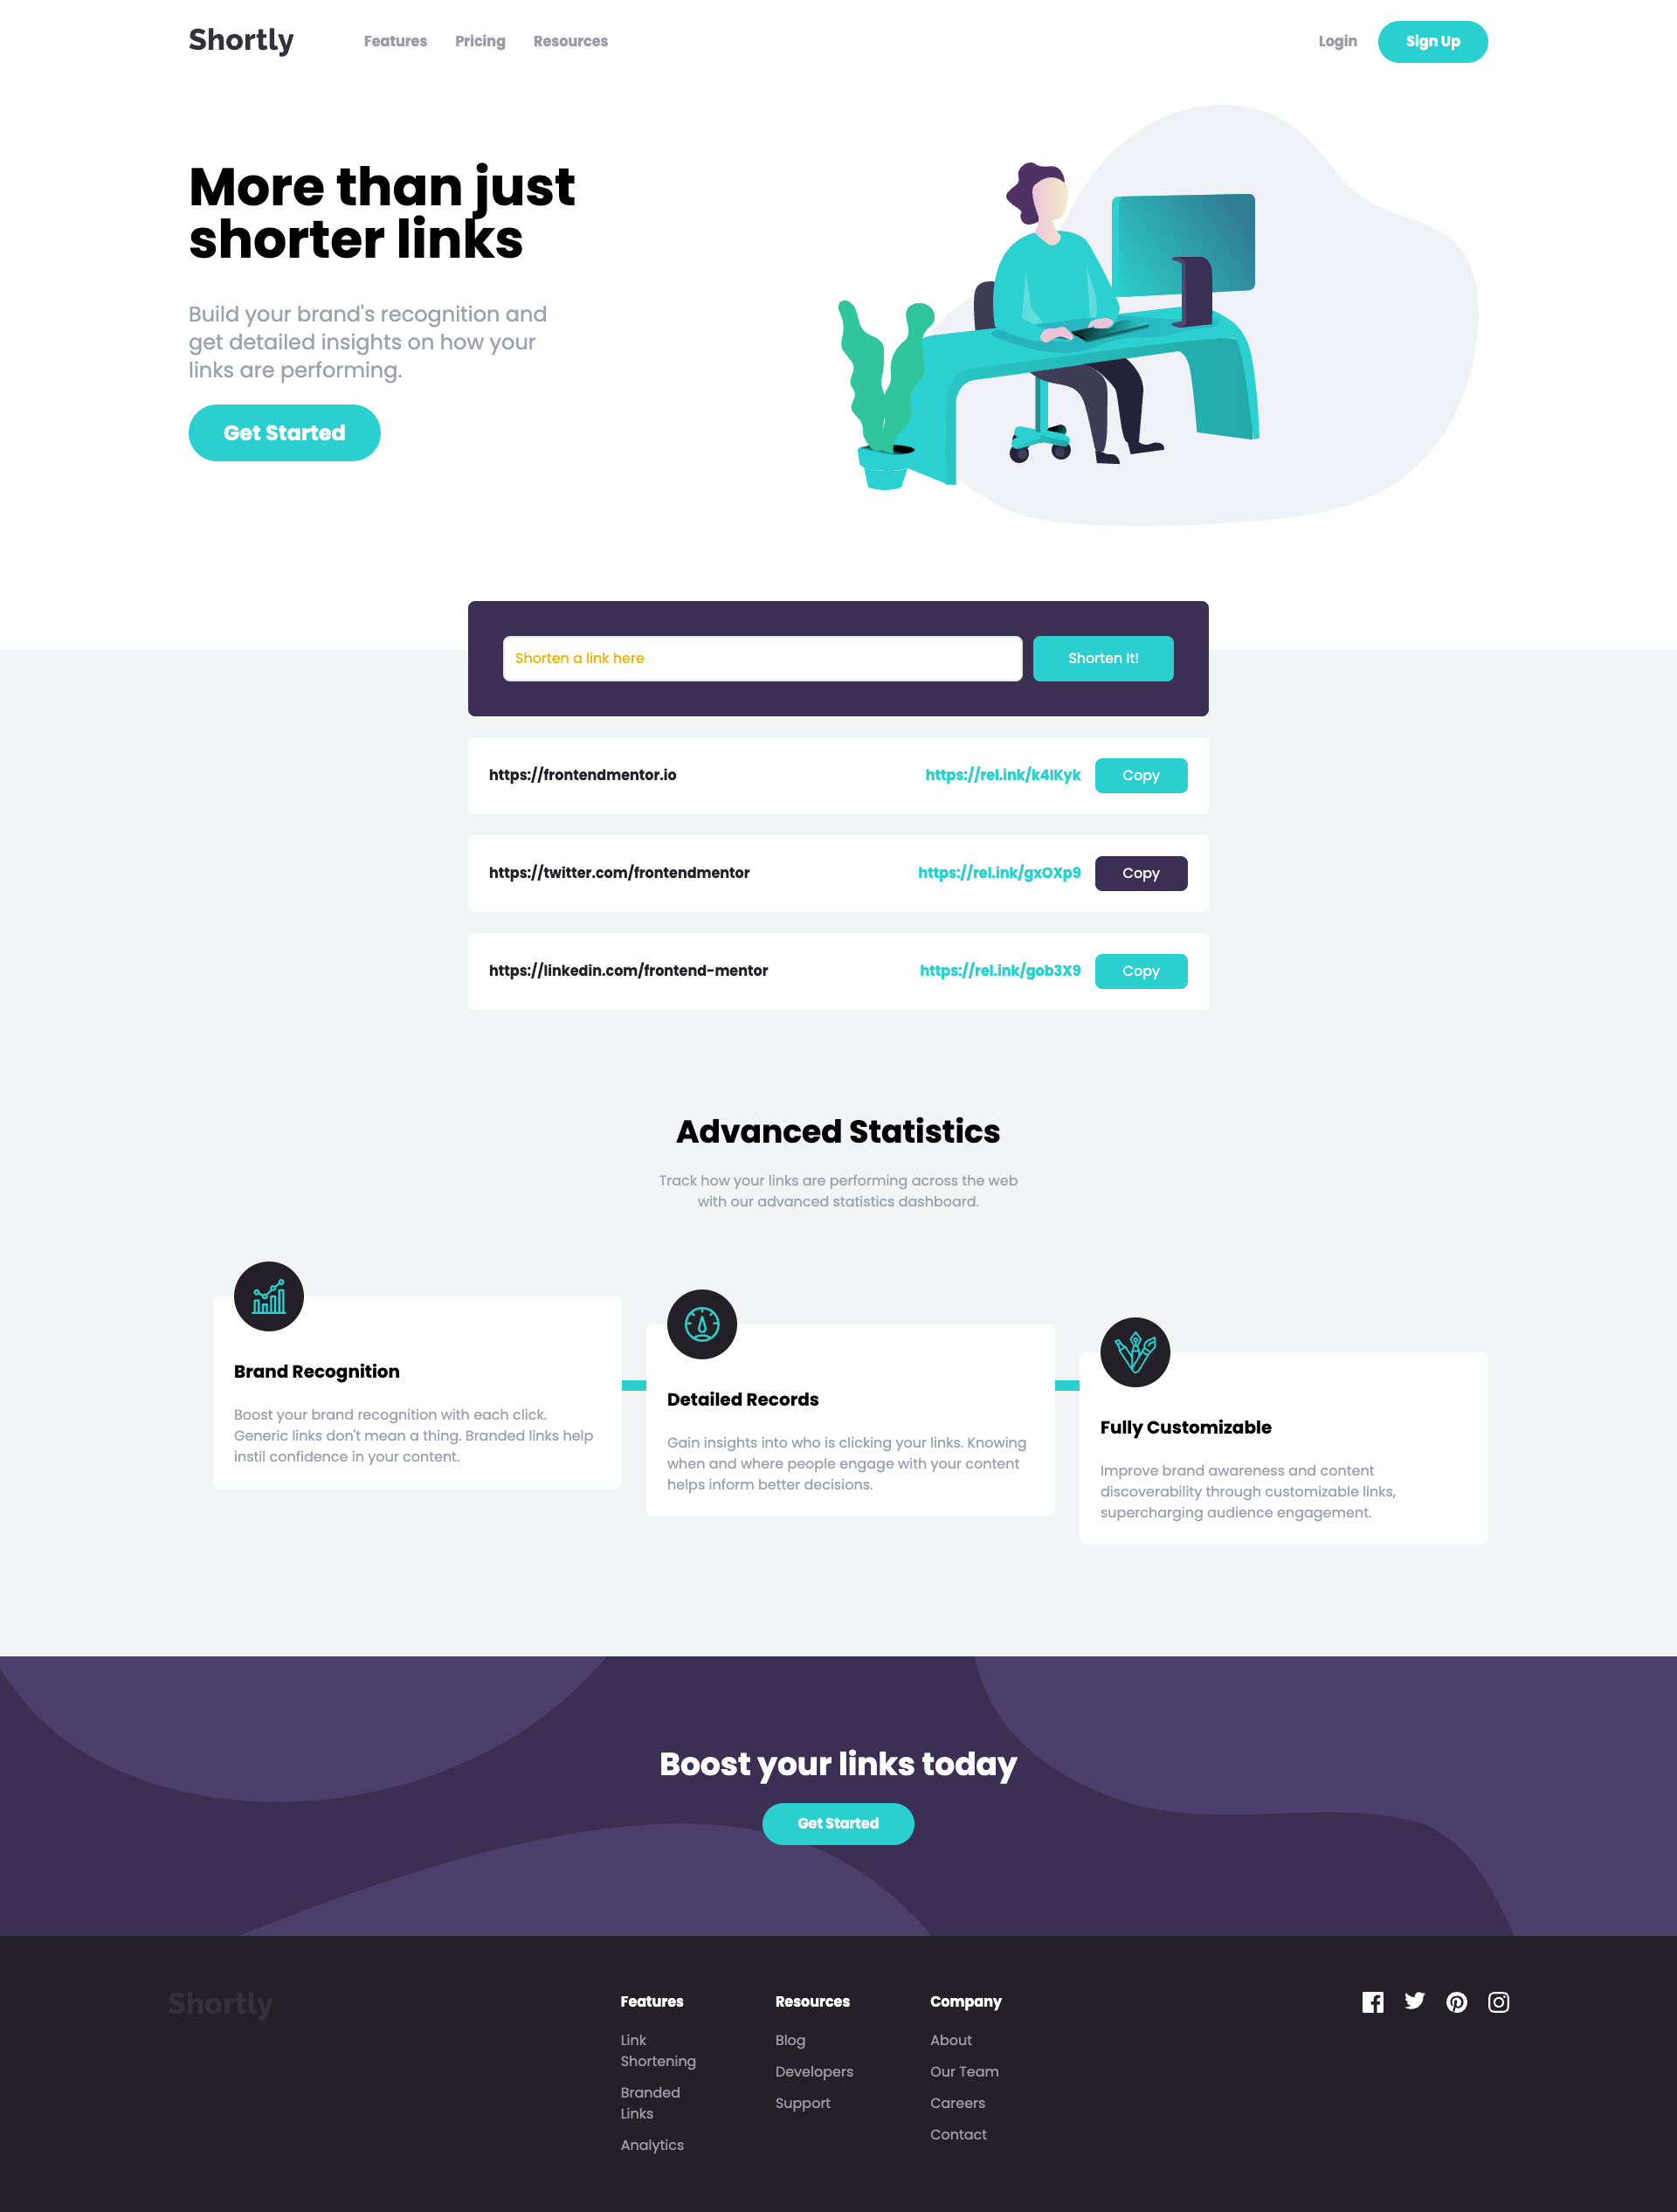 Shortly
Features
Pricing
Resources
Login
Sign Up
More than just
shorter links
Build your brand's recognition and
get detailed insights on how your
links are performing.
Get Started
Shorten a link here
Shorten It!
https://frontendmentor.io
https://rel.ink/k4IKyk
Copy
https://twitter.com/frontendmentor
https://rel.ink/gxOXp9
Copy
https://linkedin.com/frontend-mentor
https://rel.ink/gob3X9
Copy
Advanced Statistics
Track how your links are performing across the web
with our advanced statistics dashboard.
Brand Recognition
Boost your brand recognition with each click.
Generic links don't mean a thing. Branded links help
instil confidence in your content.
Detailed Records
Gain insights into who is clicking your links. Knowing
when and where people engage with your content
helps inform better decisions.
Fully Customizable
Improve brand awareness and content
discoverability through customizable links,
supercharging audience engagement.
Boost your links today
Get Started
Shortly
Features
Link
Shortening
Branded
Links
Analytics
Resources
Blog
Developers
Support
Company
About
Our Team
Careers
Contact